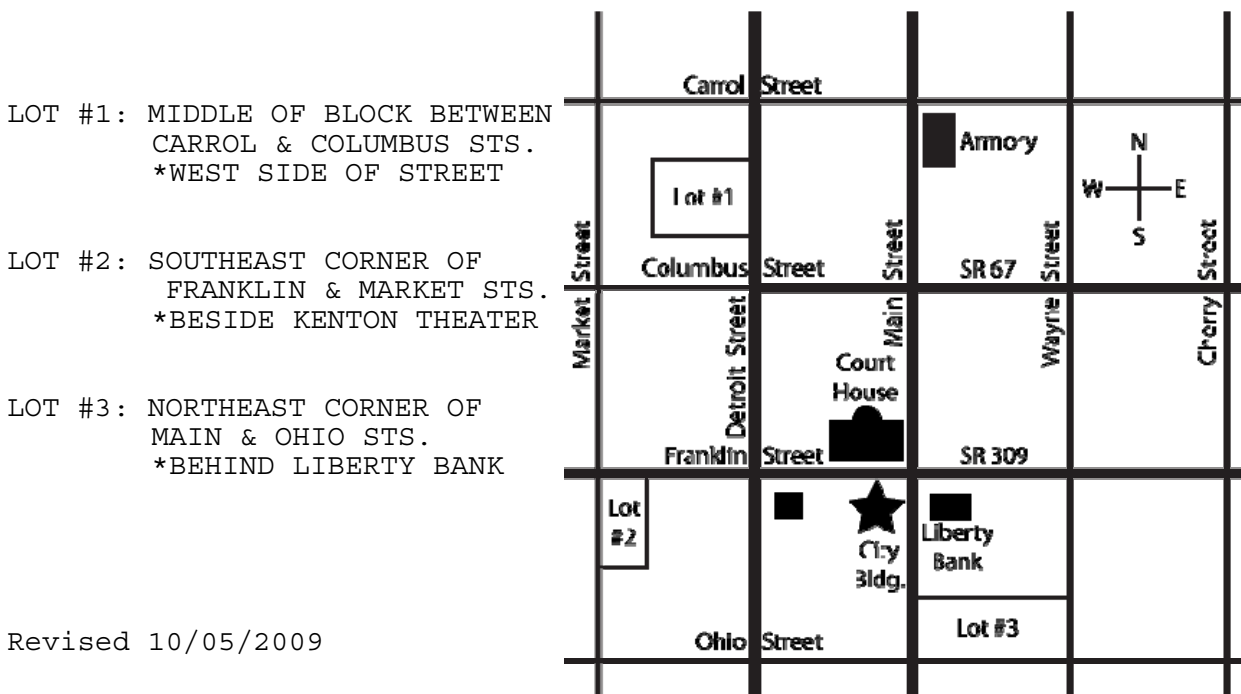 LOT #1: MIDDLE OF BLOCK BETWEEN
CARROL & COLUMBUS STS.
*WEST SIDE OF STREET
LOT #2: SOUTHEAST CORNER OF
FRANKLIN & MARKET STS.
*BESIDE KENTON THEATER
LOT #3: NORTHEAST CORNER OF
MAIN & OHIO STS.
*BEHIND LIBERTY BANK
Revised 10/05/2009
Carrol Street
Armory
N
W E
S
Lot #1
Columbus Street
SR 67
Market Street
Detroit Street
Main Street
Wayne Street
Cherry Street
Court
House
Franklin Street
SR 309
Lot
#2
City
Bldg.
Liberty
Bank
Lot #3
Ohio Street